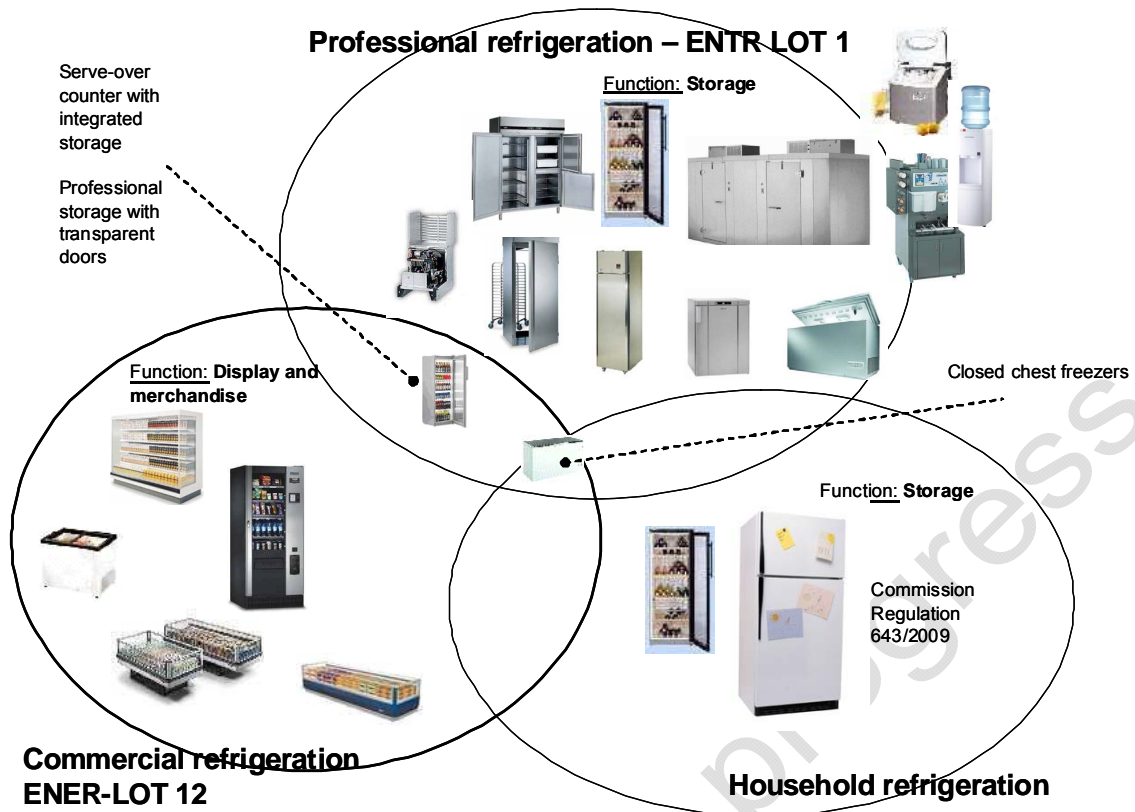 Professional refrigeration – ENTR LOT 1
Serve-over
counter with
integrated
storage
Professional
storage with
transparent
doors
Function: Storage
Function: Display and
merchandise
Closed chest freezers
Function: Storage
Commission
Regulation
643/2009
Commercial refrigeration
ENER-LOT 12
Household refrigeration
progress